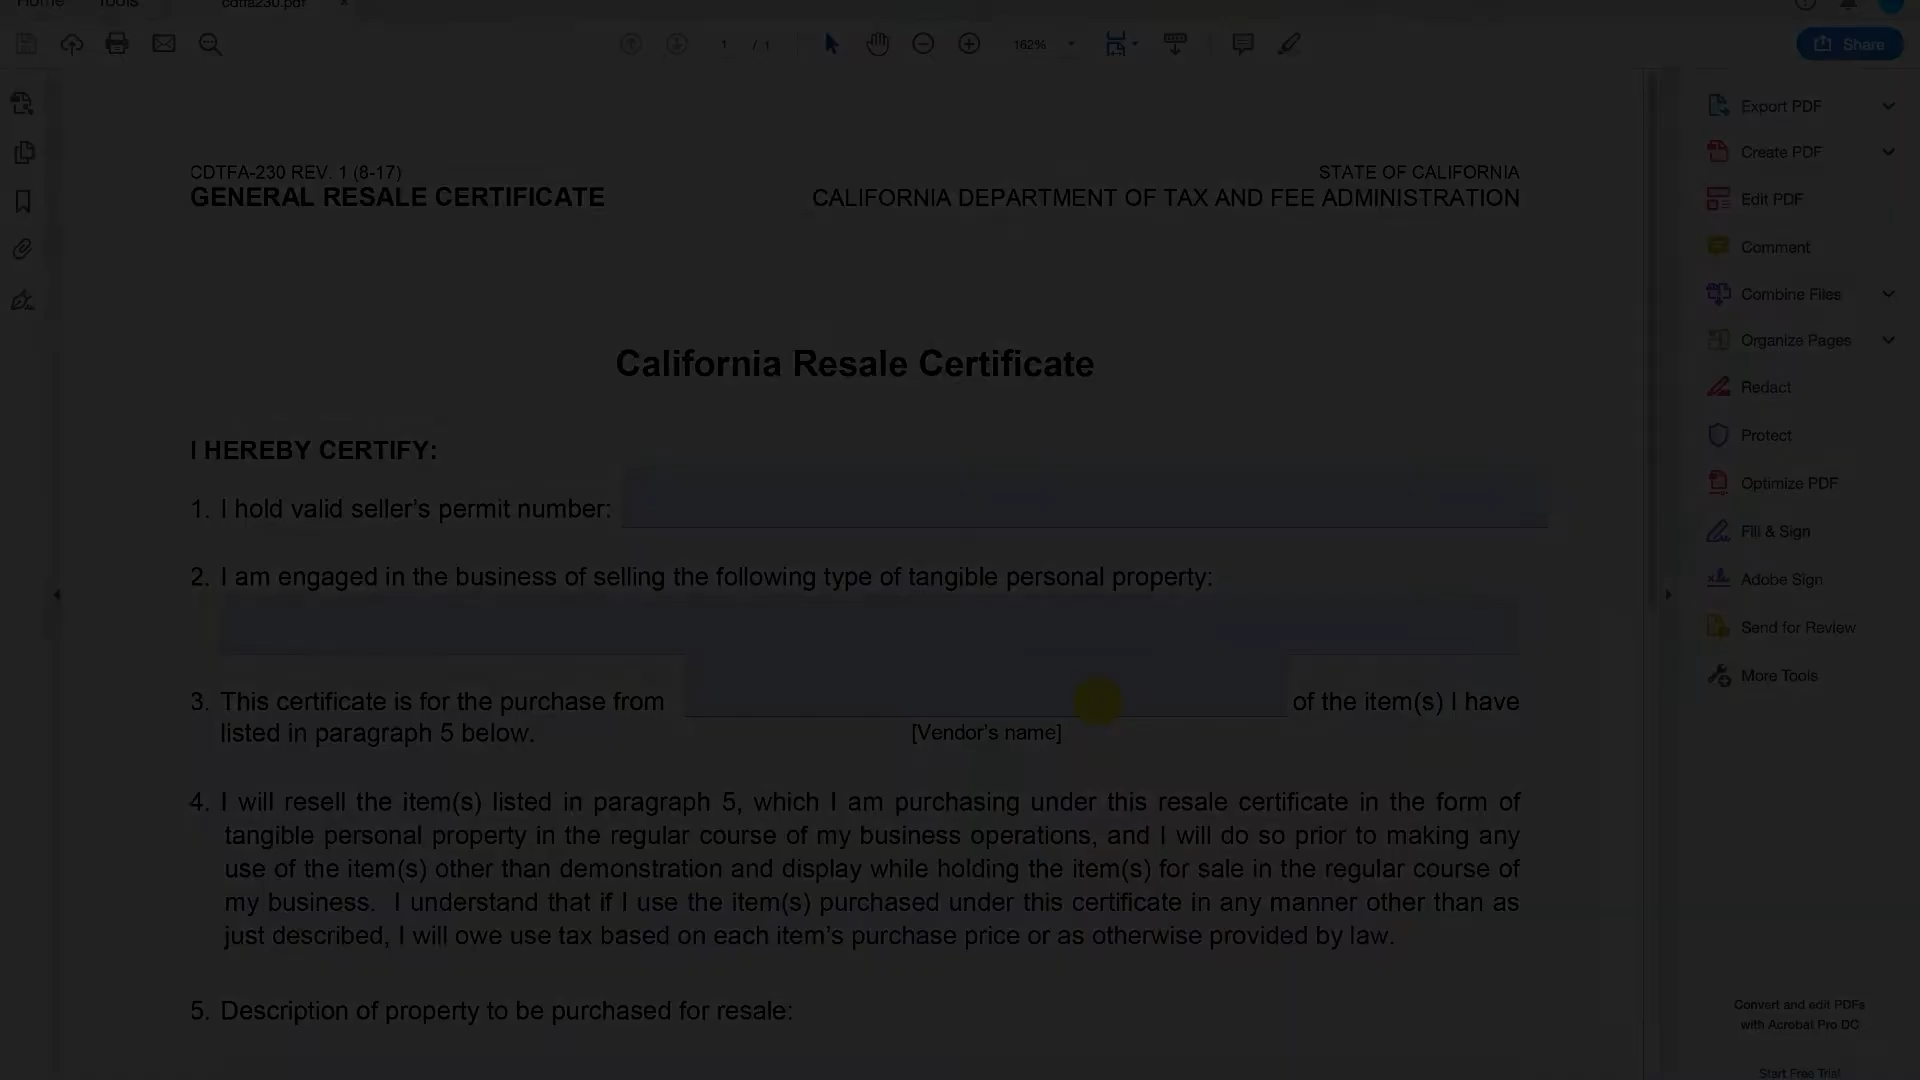 Home Tools cdtfa230.pdf ×
1 / 1 162% Share
Export PDF
Create PDF
Edit PDF
Comment
Combine Files
Organize Pages
Redact
Protect
Optimize PDF
Fill & Sign
Adobe Sign
Send for Review
More Tools
Convert and edit PDFs
with Acrobat Pro DC
Start Free Trial
CDTFA-230 REV. 1 (8-17)
GENERAL RESALE CERTIFICATE
STATE OF CALIFORNIA
CALIFORNIA DEPARTMENT OF TAX AND FEE ADMINISTRATION
California Resale Certificate
I HEREBY CERTIFY:
1. I hold valid seller’s permit number:
2. I am engaged in the business of selling the following type of tangible personal property:
3. This certificate is for the purchase from of the item(s) I have
listed in paragraph 5 below. [Vendor’s name]
4. I will resell the item(s) listed in paragraph 5, which I am purchasing under this resale certificate in the form of
tangible personal property in the regular course of my business operations, and I will do so prior to making any
use of the item(s) other than demonstration and display while holding the item(s) for sale in the regular course of
my business. I understand that if I use the item(s) purchased under this certificate in any manner other than as
just described, I will owe use tax based on each item’s purchase price or as otherwise provided by law.
5. Description of property to be purchased for resale: